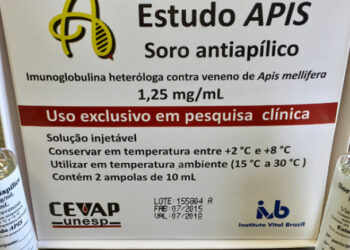 Estudo APIS
Soro antiapílico
Imunoglobulina heteróloga contra veneno de Apis mellifera
1,25 mg/mL
Uso exclusivo em pesquisa clínica
Solução injetável
Conservar em temperatura entre +2 °C e +8 °C
Utilizar em temperatura ambiente (15 °C a 30 °C)
Contém 2 ampolas de 10 mL
LOTE:155804 A
FAB:07/2015
VAL:07/2018
CEVAP
unesp
ivb
Instituto Vital Brazil